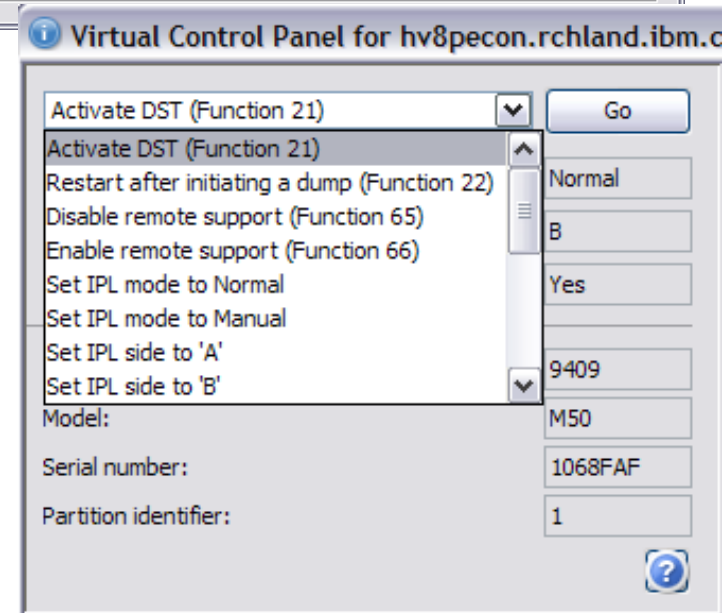 Virtual Control Panel for hv8pecon.rchland.ibm.c
Activate DST (Function 21)
Go
Activate DST (Function 21)
Restart after initiating a dump (Function 22)
Normal
Disable remote support (Function 65)
B
Enable remote support (Function 66)
Set IPL mode to Normal
Yes
Set IPL mode to Manual
Set IPL side to 'A'
9409
Set IPL side to 'B'
Model:
M50
Serial number:
1068FAF
Partition identifier:
1
?